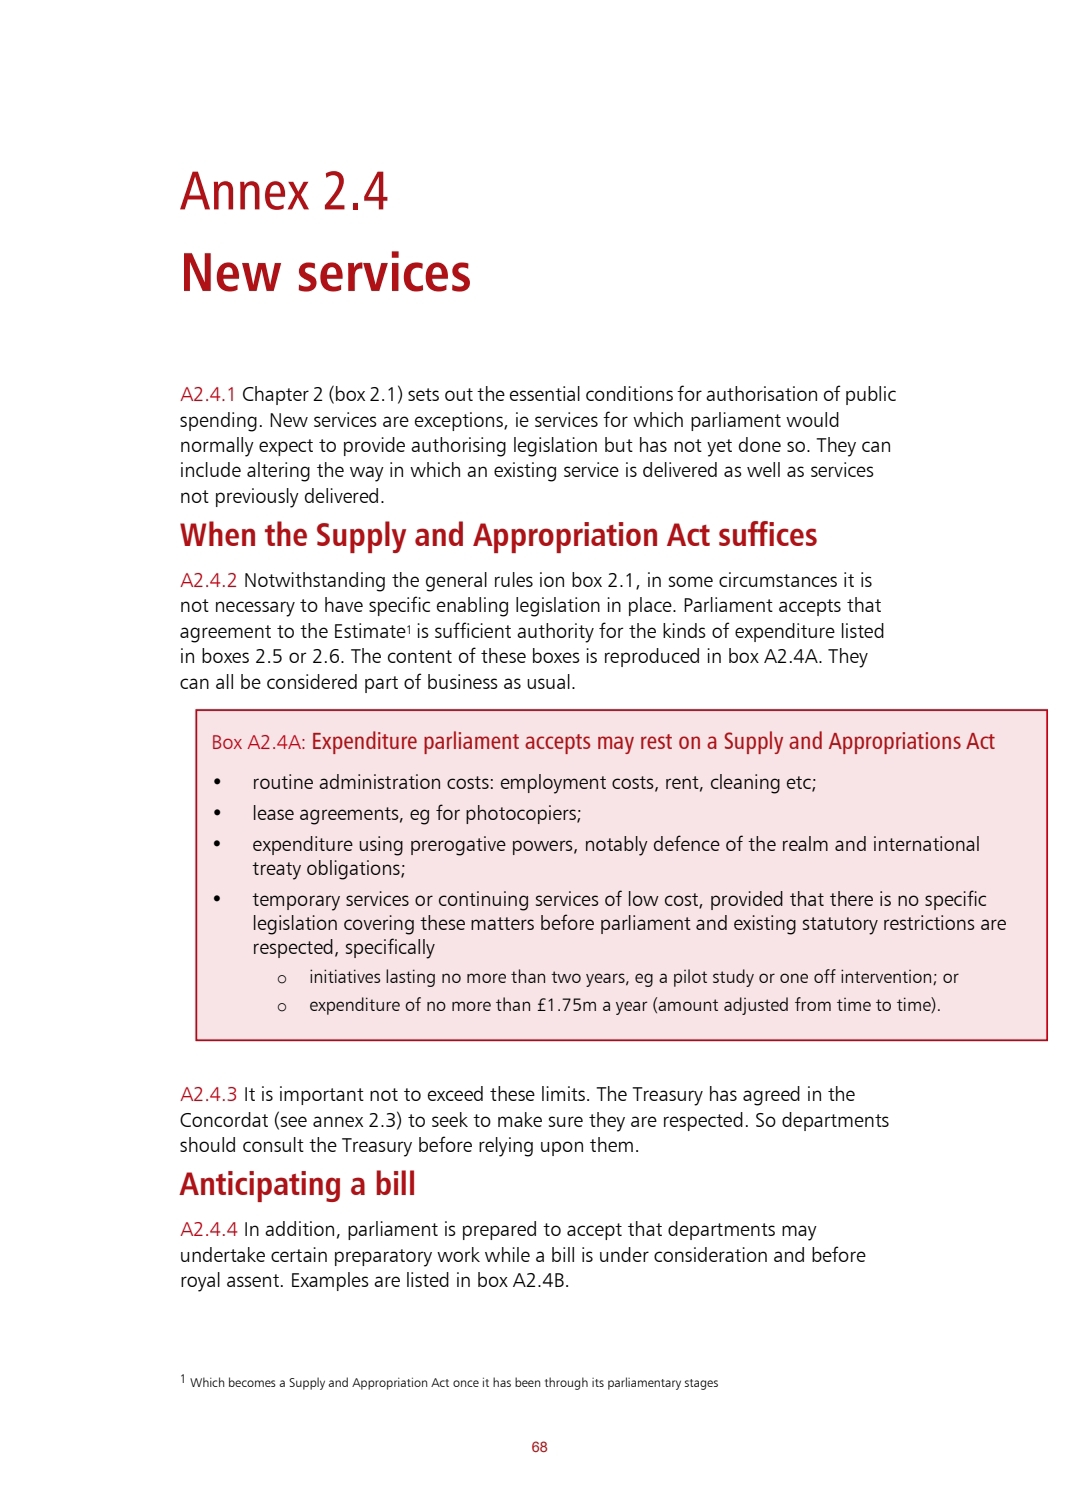 Annex 2.4
New services
A2.4.1 Chapter 2 (box 2.1) sets out the essential conditions for authorisation of public
spending. New services are exceptions, ie services for which parliament would
normally expect to provide authorising legislation but has not yet done so. They can
include altering the way in which an existing service is delivered as well as services
not previously delivered.
When the Supply and Appropriation Act suffices
A2.4.2 Notwithstanding the general rules ion box 2.1, in some circumstances it is
not necessary to have specific enabling legislation in place. Parliament accepts that
agreement to the Estimate¹ is sufficient authority for the kinds of expenditure listed
in boxes 2.5 or 2.6. The content of these boxes is reproduced in box A2.4A. They
can all be considered part of business as usual.
Box A2.4A: Expenditure parliament accepts may rest on a Supply and Appropriations Act
• routine administration costs: employment costs, rent, cleaning etc;
• lease agreements, eg for photocopiers;
• expenditure using prerogative powers, notably defence of the realm and international
treaty obligations;
• temporary services or continuing services of low cost, provided that there is no specific
legislation covering these matters before parliament and existing statutory restrictions are
respected, specifically
o initiatives lasting no more than two years, eg a pilot study or one off intervention; or
o expenditure of no more than £1.75m a year (amount adjusted from time to time).
A2.4.3 It is important not to exceed these limits. The Treasury has agreed in the
Concordat (see annex 2.3) to seek to make sure they are respected. So departments
should consult the Treasury before relying upon them.
Anticipating a bill
A2.4.4 In addition, parliament is prepared to accept that departments may
undertake certain preparatory work while a bill is under consideration and before
royal assent. Examples are listed in box A2.4B.
¹ Which becomes a Supply and Appropriation Act once it has been through its parliamentary stages
68